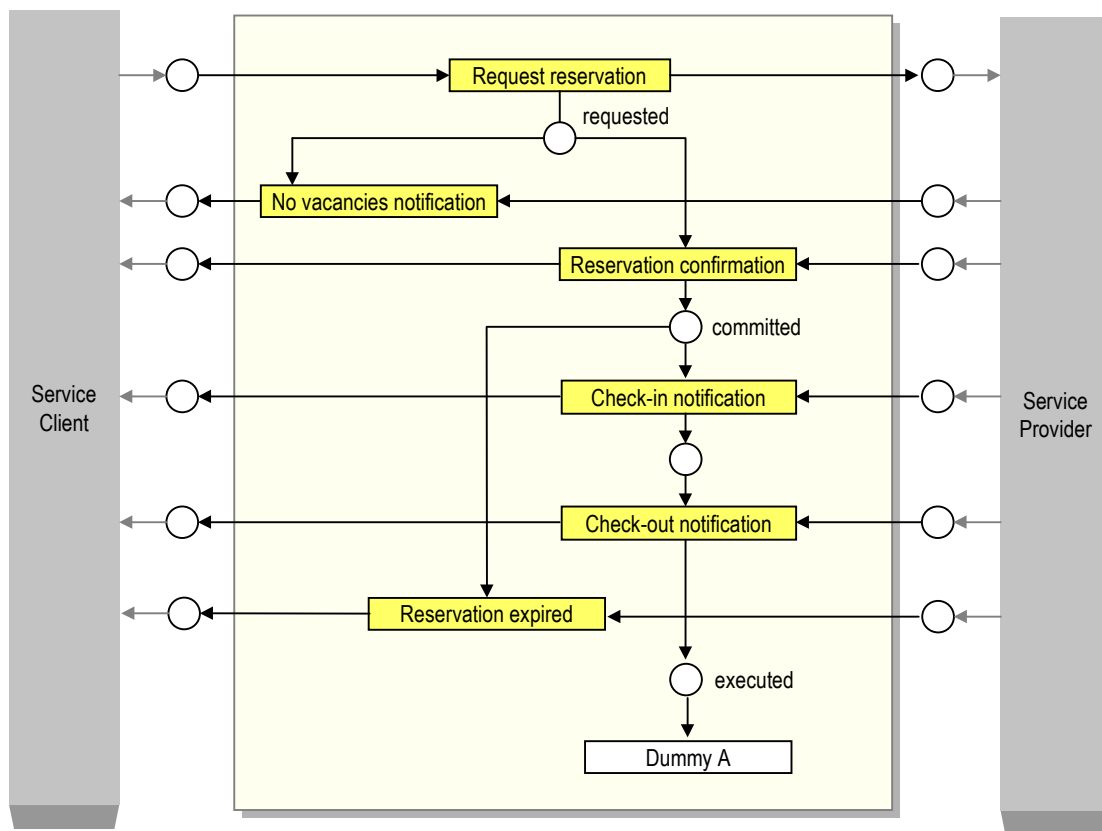 Request reservation
requested
No vacancies notification
Reservation confirmation
committed
Service
Client
Check-in notification
Service
Provider
Check-out notification
Reservation expired
executed
Dummy A